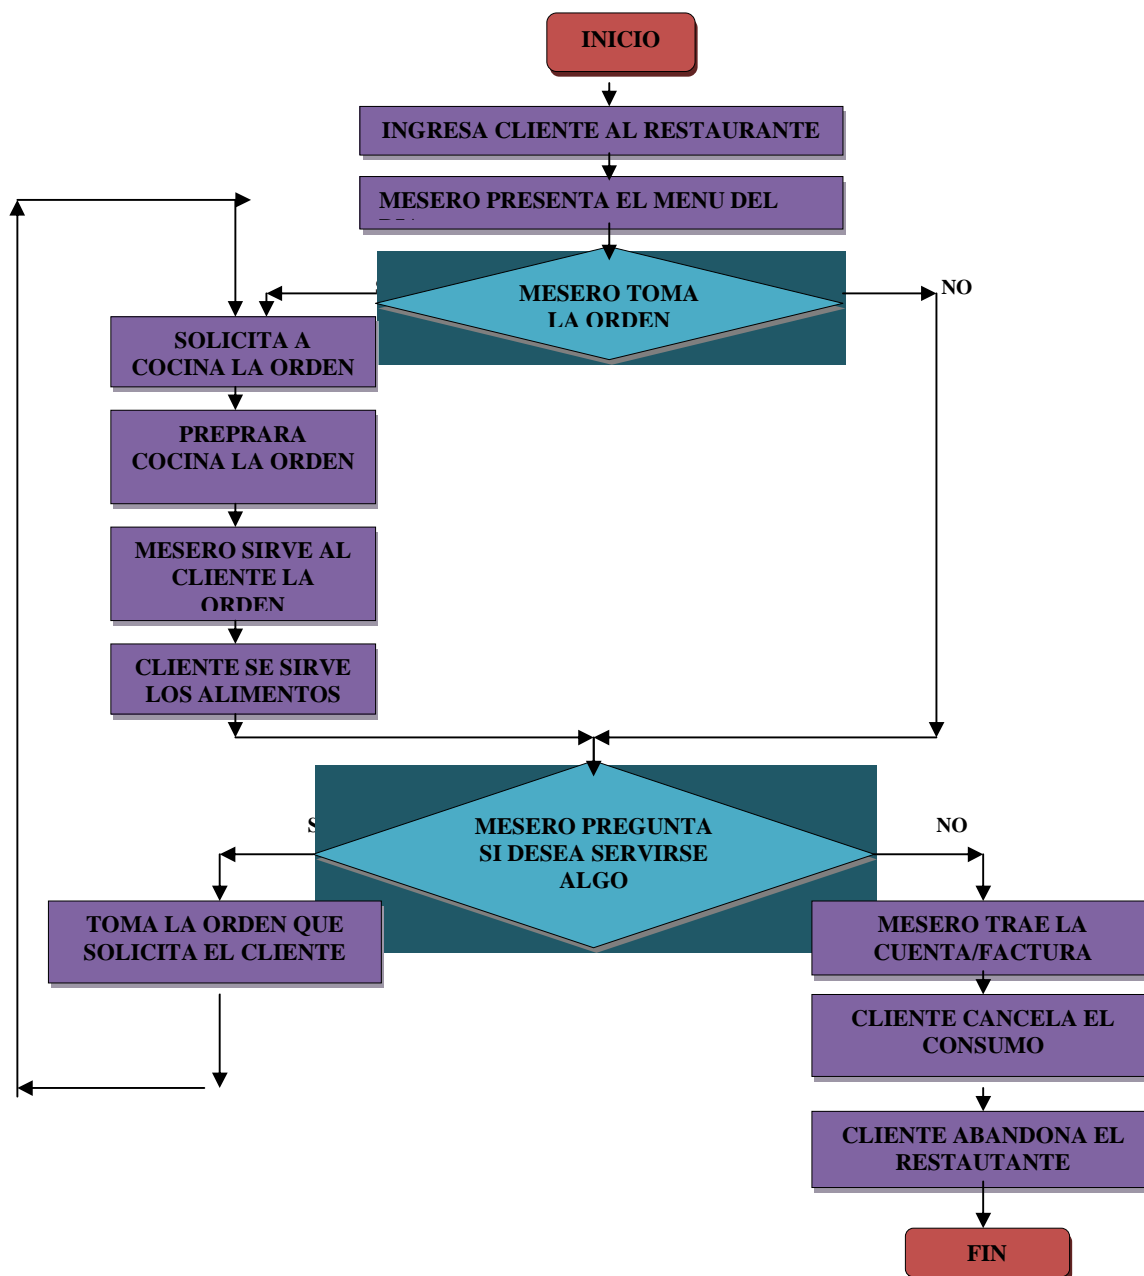 INICIO
INGRESA CLIENTE AL RESTAURANTE
MESERO PRESENTA EL MENU DEL
MESERO TOMA
LA ORDEN
NO
SOLICITA A
COCINA LA ORDEN
PREPRARA
COCINA LA ORDEN
MESERO SIRVE AL
CLIENTE LA
ORDEN
CLIENTE SE SIRVE
LOS ALIMENTOS
MESERO PREGUNTA
SI DESEA SERVIRSE
ALGO
NO
TOMA LA ORDEN QUE
SOLICITA EL CLIENTE
MESERO TRAE LA
CUENTA/FACTURA
CLIENTE CANCELA EL
CONSUMO
CLIENTE ABANDONA EL
RESTAUTANTE
FIN